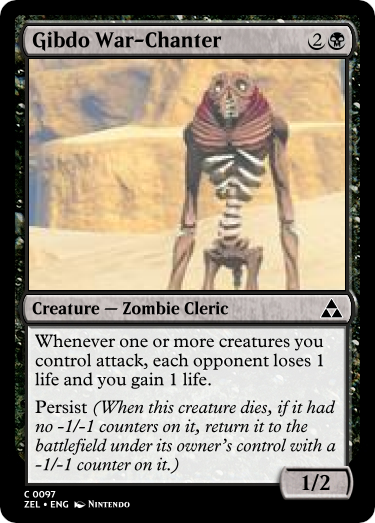 Gibdo War-Chanter 2
Creature — Zombie Cleric
Whenever one or more creatures you
control attack, each opponent loses 1
life and you gain 1 life.
Persist (When this creature dies, if it had
no -1/-1 counters on it, return it to the
battlefield under its owner's control with a
-1/-1 counter on it.)
1/2
C 0097
ZEL • ENG Nintendo